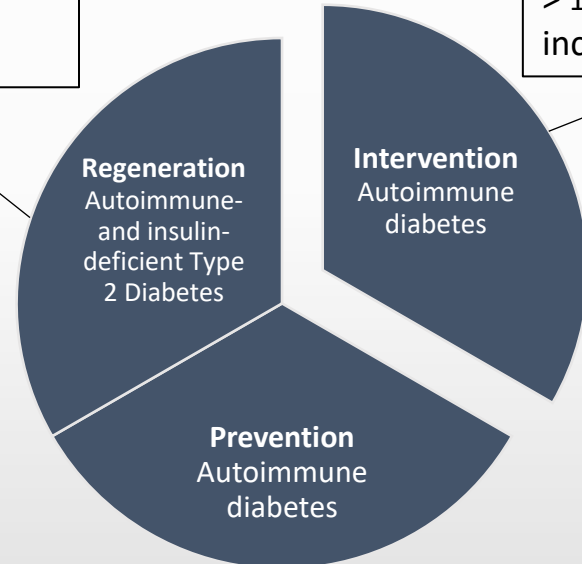 Regeneration
Autoimmune-
and insulin-
deficient Type
2 Diabetes
Intervention
Autoimmune
diabetes
Prevention
Autoimmune
diabetes